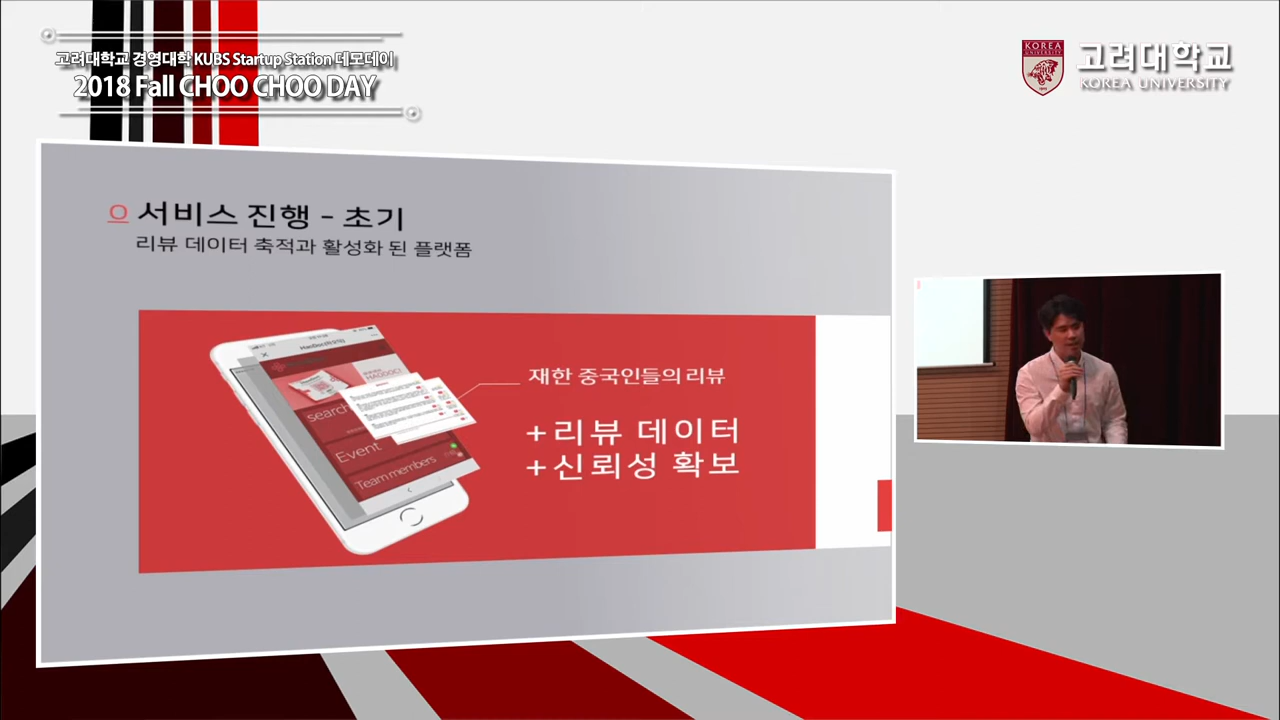 고려대학교 경영대학 KUBS Startup Station 데모데이
2018 Fall CHOO CHOO DAY
KOREA
UNIVERSITY
1905
고려대학교
KOREA UNIVERSITY
서비스 진행 - 초기
리뷰 데이터 축적과 활성화 된 플랫폼
HAODOC
search
Event
Team members
재한 중국인들의 리뷰
+리뷰 데이터
+신뢰성 확보